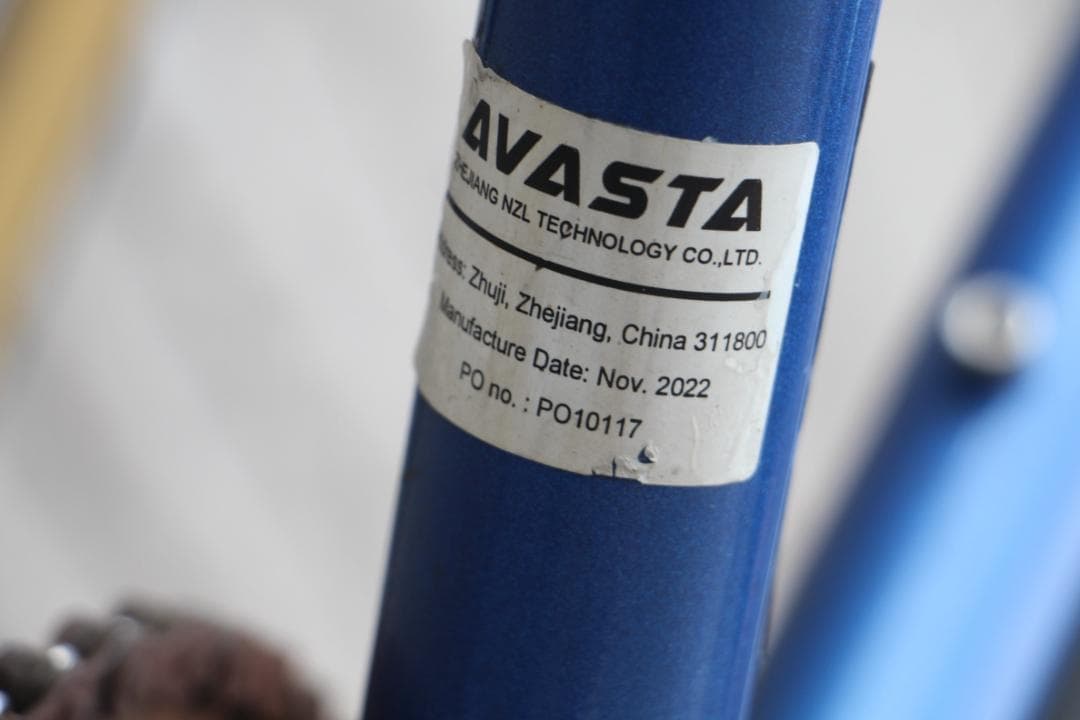 AVASTA
ZHEJIANG NZL TECHNOLOGY CO.,LTD.
Zhuji, Zhejiang, China 311800
Manufacture Date: Nov. 2022
PO no. : PO10117